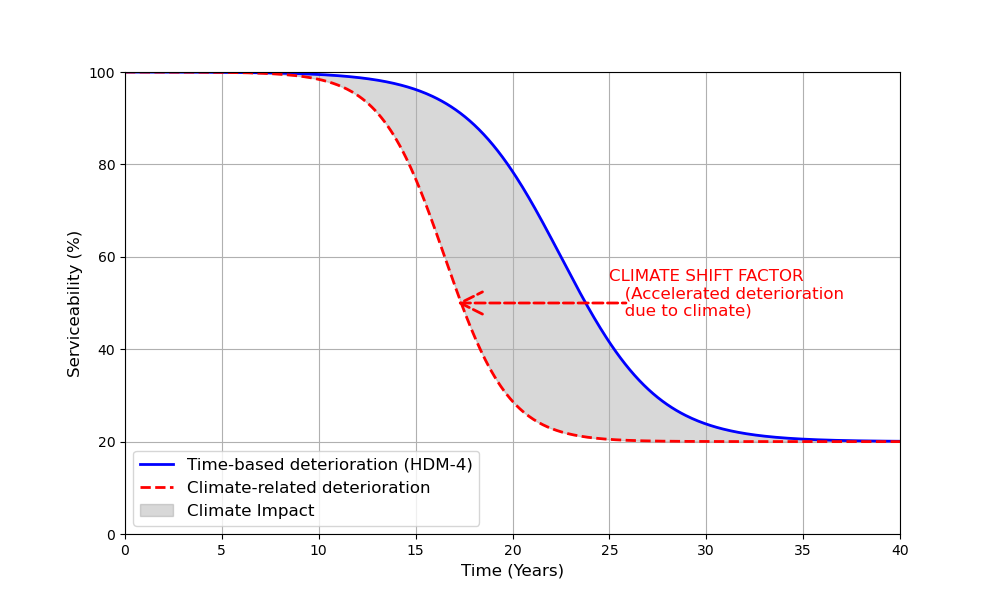 100
80
60
40
20
0
Serviceability (%)
CLIMATE SHIFT FACTOR
(Accelerated deterioration
due to climate)
Time-based deterioration (HDM-4)
Climate-related deterioration
Climate Impact
0 5 10 15 20 25 30 35 40
Time (Years)